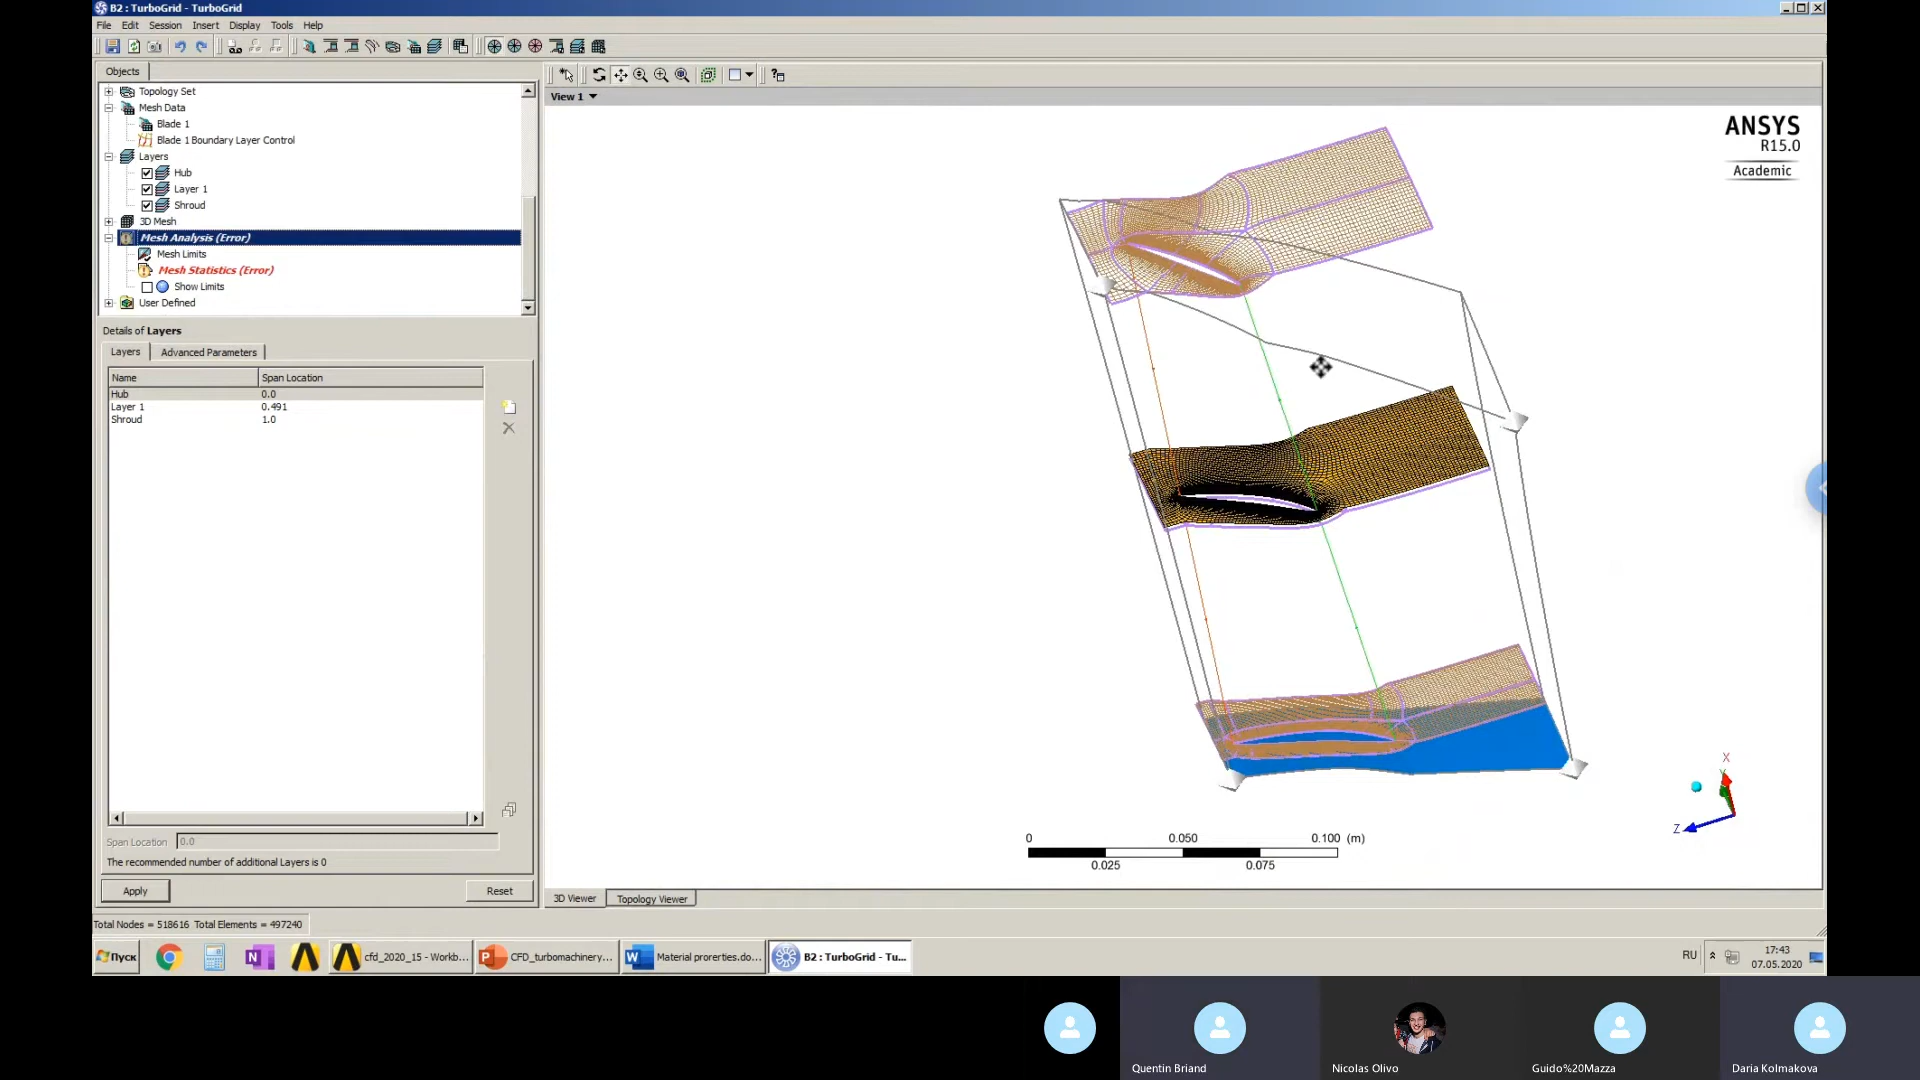 B2 : TurboGrid - TurboGrid
File Edit Session Insert Display Tools Help
Objects
Topology Set
Mesh Data
Blade 1
Blade 1 Boundary Layer Control
Layers
Hub
Layer 1
Shroud
3D Mesh
Mesh Analysis (Error)
Mesh Limits
Mesh Statistics (Error)
Show Limits
User Defined
Details of Layers
Layers
Advanced Parameters
Name Span Location
Hub 0.0
Layer 1 0.491
Shroud 1.0
Span Location 0.0
The recommended number of additional Layers is 0
Apply
Reset
Total Nodes = 518616 Total Elements = 497240
View 1
ANSYS
R15.0
Academic
X
Y
Z
0 0.050 0.100 (m)
0.025 0.075
3D Viewer
Topology Viewer
Пуск
cfd_2020_15 - Workb...
CFD_turbomachinery...
Material prorerties.do...
B2 : TurboGrid - Tu...
RU
17:43
07.05.2020
Quentin Briand
Nicolas Olivo
Guido%20Mazza
Daria Kolmakova